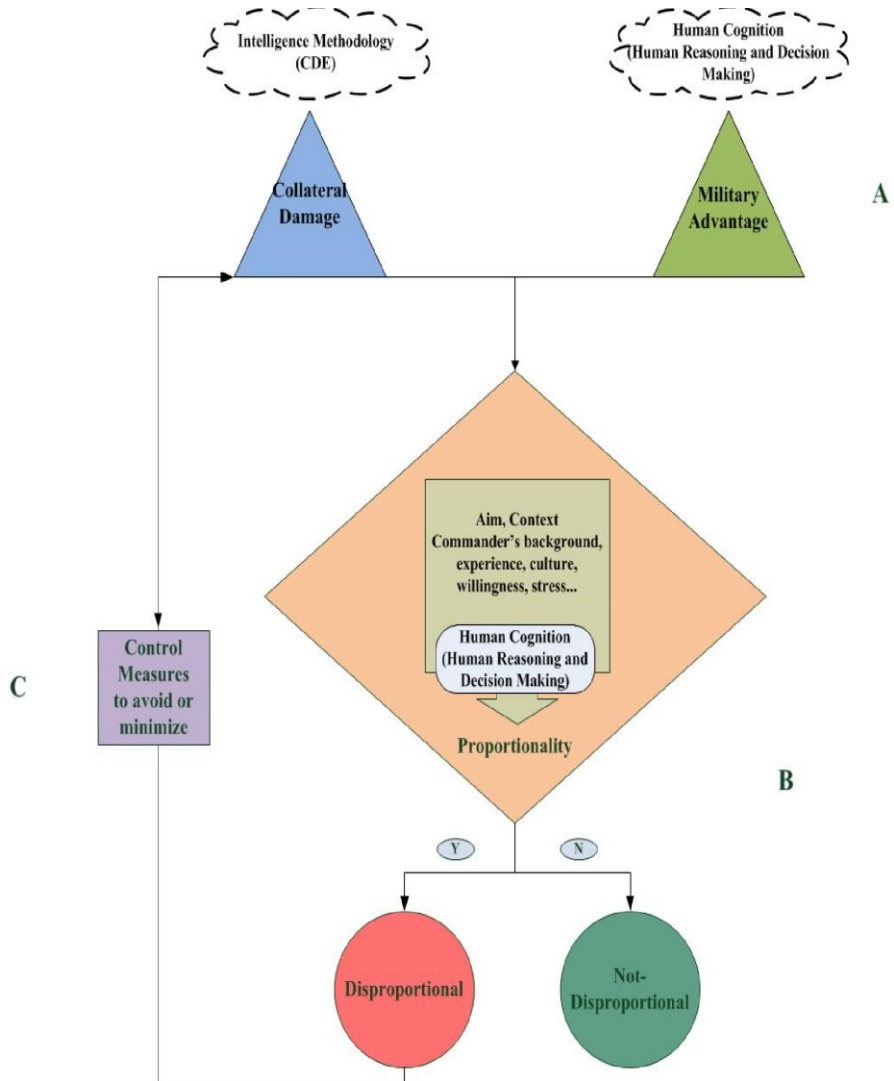 Intelligence Methodology
(CDE)
Human Cognition
(Human Reasoning and Decision
Making)
Collateral
Damage
Military
Advantage
A
Aim, Context
Commander's background,
experience, culture,
willingness, stress...
Human Cognition
(Human Reasoning and
Decision Making)
Proportionality
Control
Measures
to avoid or
minimize
C
B
Y
N
Disproportional
Not-
Disproportional